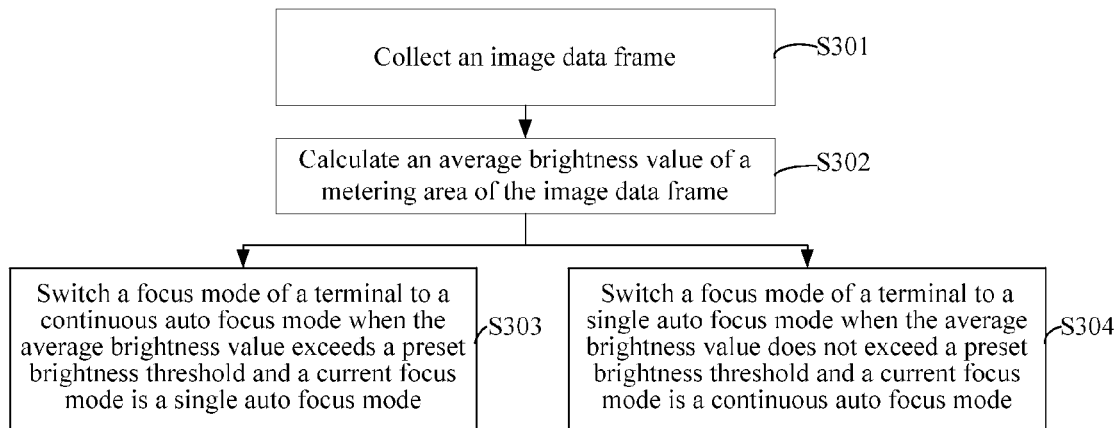 Collect an image data frame
S301
Calculate an average brightness value of a
metering area of the image data frame
S302
Switch a focus mode of a terminal to a
continuous auto focus mode when the
average brightness value exceeds a preset
brightness threshold and a current focus
mode is a single auto focus mode
S303
Switch a focus mode of a terminal to a
single auto focus mode when the average
brightness value does not exceed a preset
brightness threshold and a current focus
mode is a continuous auto focus mode
S304